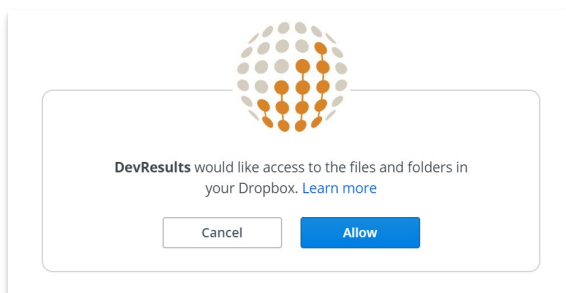 DevResults would like access to the files and folders in
your Dropbox. Learn more
Cancel
Allow